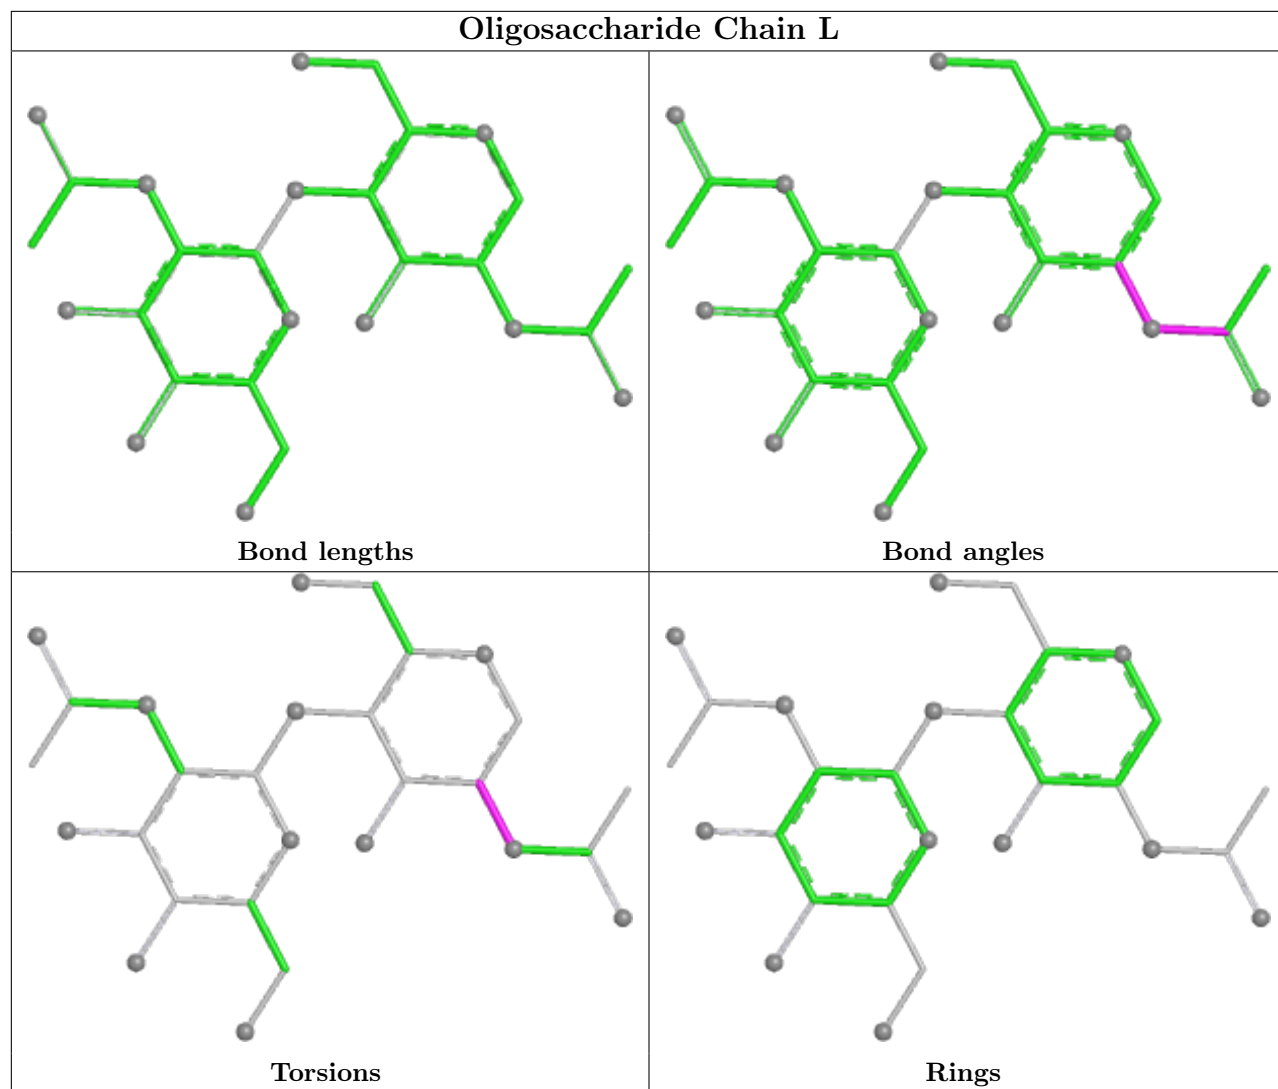 Oligosaccharide Chain L
Bond lengths
Bond angles
Torsions
Rings